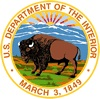 U.S. DEPARTMENT OF THE INTERIOR
MARCH 3, 1849